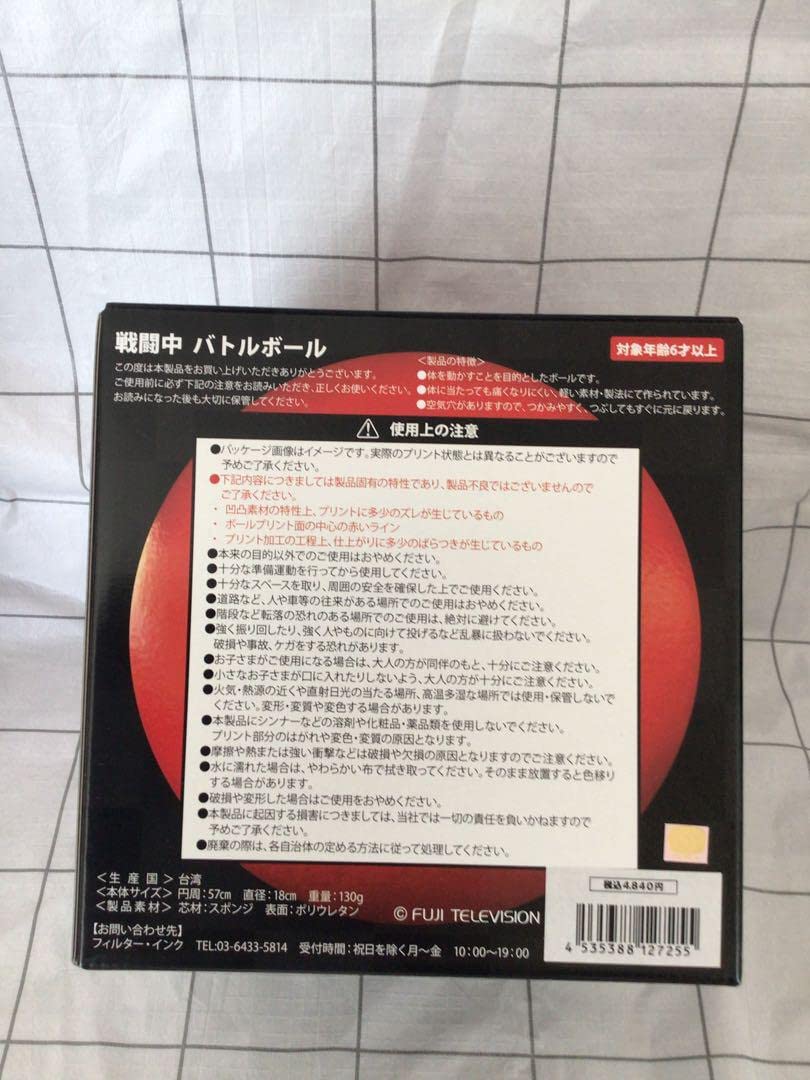 戦闘中 バトルボール
対象年齢6才以上
この度は本製品をお買い上げいただきありがとうございます。
ご使用前に必ず下記の注意をお読みいただき、正しくお使いください。
お読みになった後も大切に保管してください。
＜製品の特徴＞
●体を動かすことを目的としたボールです。
●体に当たっても痛くなりにくい、軽い素材・製法にて作られています。
●空気穴がありますので、つかみやすく、つぶしてもすぐに元に戻ります。
⚠ 使用上の注意
●パッケージ画像はイメージです。実際のプリント状態とは異なることがございますので
予めご了承ください。
●下記内容につきましては製品固有の特性であり、製品不良ではございませんので
ご了承ください。
・ 凹凸素材の特性上、プリントに多少のズレが生じているもの
・ ボールプリント面の中心の赤いライン
・ プリント加工の工程上、仕上がりに多少のばらつきが生じているもの
●本来の目的以外でのご使用はおやめください。
●十分な準備運動を行ってから使用してください。
●十分なスペースを取り、周囲の安全を確保した上でご使用ください。
●道路など、人や車等の往来がある場所でのご使用はおやめください。
●階段など転落の恐れのある場所でのご使用は、絶対に避けてください。
●強く振り回したり、強く人やものに向けて投げるなど乱暴に扱わないでください。
破損や事故、ケガをする恐れがあります。
●お子さまがご使用になる場合は、大人の方が同伴のもと、十分にご注意ください。
●小さなお子さまが口に入れたりしないよう、大人の方が十分にご注意ください。
●火気・熱源の近くや直射日光の当たる場所、高温多湿な場所では使用・保管しないで
ください。変形・変質や変色する場合があります。
●本製品にシンナーなどの溶剤や化粧品・薬品類を使用しないでください。
プリント部分のはがれや変色・変質の原因となります。
●摩擦や熱または強い衝撃などは破損や欠損の原因となりますのでご注意ください。
●水に濡れた場合は、やわらかい布で拭き取ってください。そのまま放置すると色移り
する場合があります。
●破損や変形した場合はご使用をおやめください。
●本製品に起因する損害につきましては、当社では一切の責任を負いかねますので
予めご了承ください。
●廃棄の際は、各自治体の定める方法に従って処理してください。
＜生 産 国＞台湾
＜本体サイズ＞円周：57㎝ 直径：18㎝ 重量：130g
＜製品素材＞ 芯材：スポンジ 表面：ポリウレタン
© FUJI TELEVISION
【お問い合わせ先】
フィルター・インク TEL:03-6433-5814 受付時間：祝日を除く月～金 10：00～19：00
税込4,840円
4 535388 127255